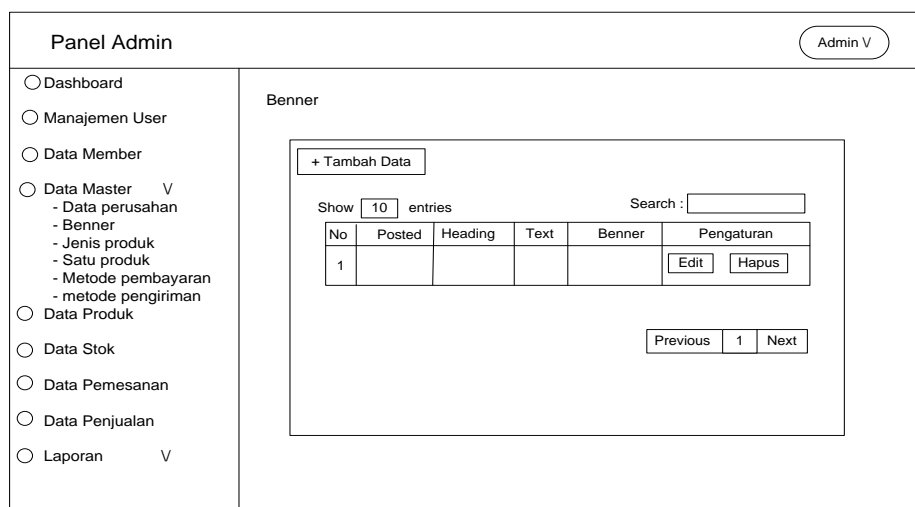 Panel Admin
Admin V
Dashboard
Manajemen User
Data Member
Data Master V
- Data perusahan
- Benner
- Jenis produk
- Satu produk
- Metode pembayaran
- metode pengiriman
Data Produk
Data Stok
Data Pemesanan
Data Penjualan
Laporan V
Benner
+ Tambah Data
Show 10 entries Search :
No Posted Heading Text Benner Pengaturan
1 Edit Hapus
Previous 1 Next